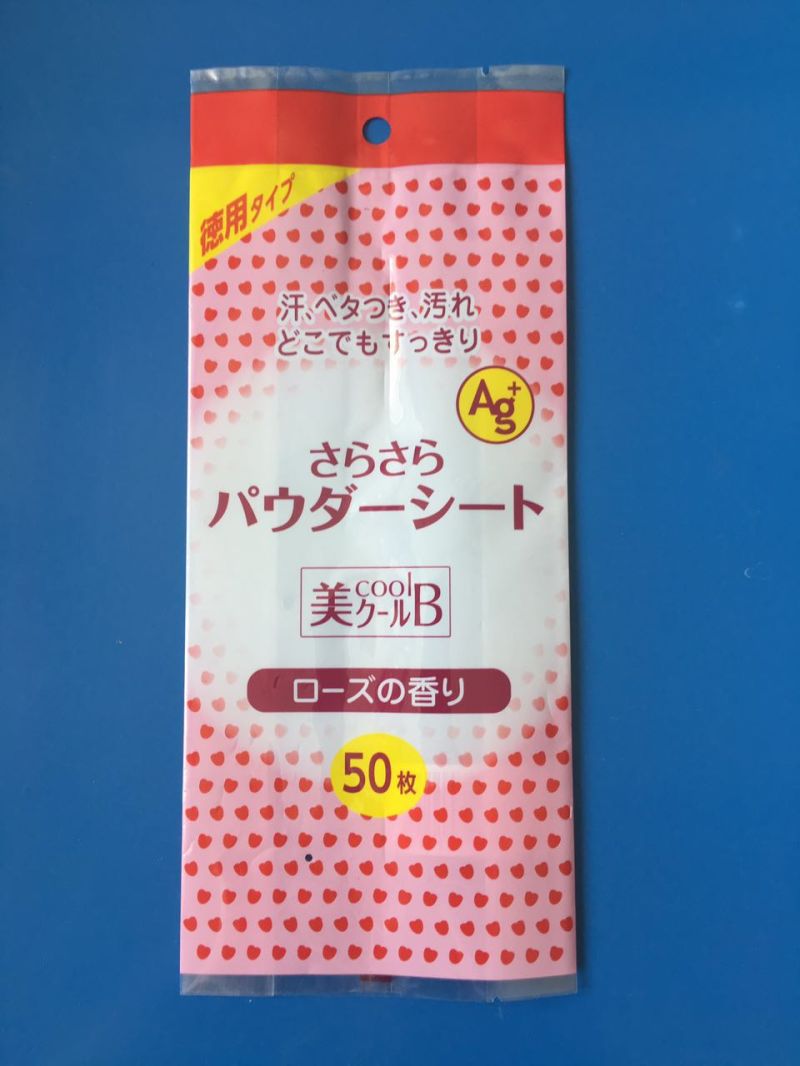 徳用タイプ
汗、ベタつき、汚れ
どこでもすっきり
Ag+
さらさら
パウダーシート
美coolクールB
ローズの香り
50枚